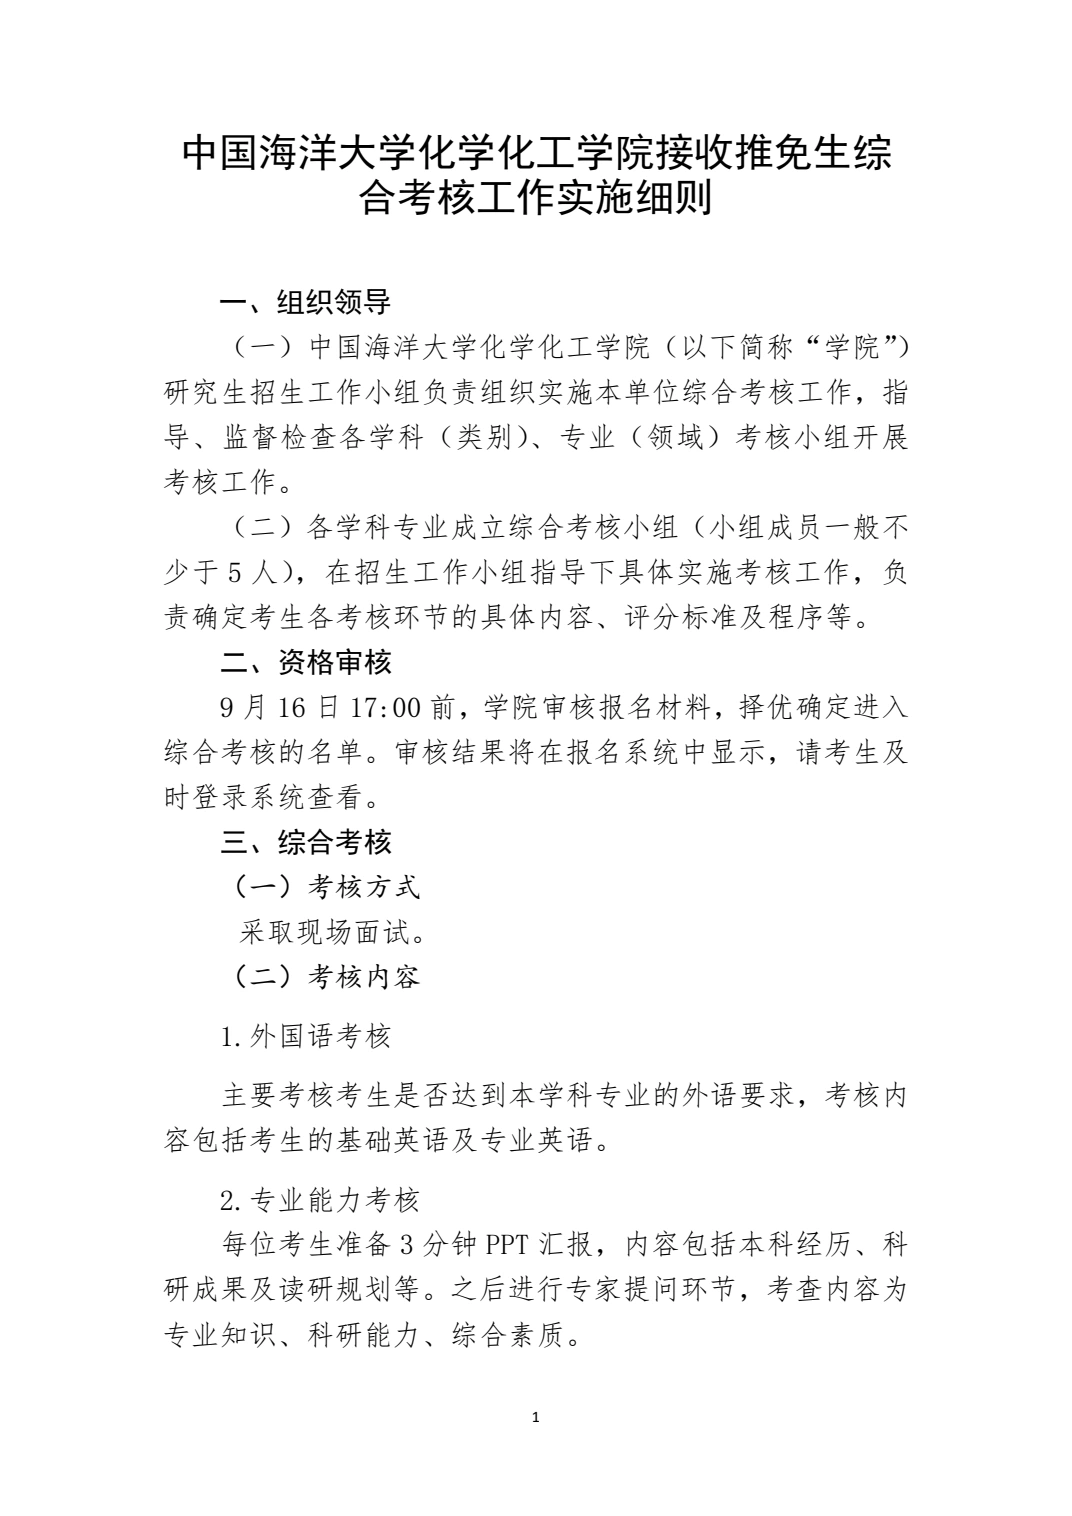 中国海洋大学化学化工学院接收推免生综
合考核工作实施细则
一、组织领导
（一）中国海洋大学化学化工学院（以下简称“学院”）
研究生招生工作小组负责组织实施本单位综合考核工作，指
导、监督检查各学科（类别）、专业（领域）考核小组开展
考核工作。
（二）各学科专业成立综合考核小组（小组成员一般不
少于 5 人），在招生工作小组指导下具体实施考核工作，负
责确定考生各考核环节的具体内容、评分标准及程序等。
二、资格审核
9 月 16 日 17:00 前，学院审核报名材料，择优确定进入
综合考核的名单。审核结果将在报名系统中显示，请考生及
时登录系统查看。
三、综合考核
（一）考核方式
采取现场面试。
（二）考核内容
1.外国语考核
主要考核考生是否达到本学科专业的外语要求，考核内
容包括考生的基础英语及专业英语。
2.专业能力考核
每位考生准备 3 分钟 PPT 汇报，内容包括本科经历、科
研成果及读研规划等。之后进行专家提问环节，考查内容为
专业知识、科研能力、综合素质。
1